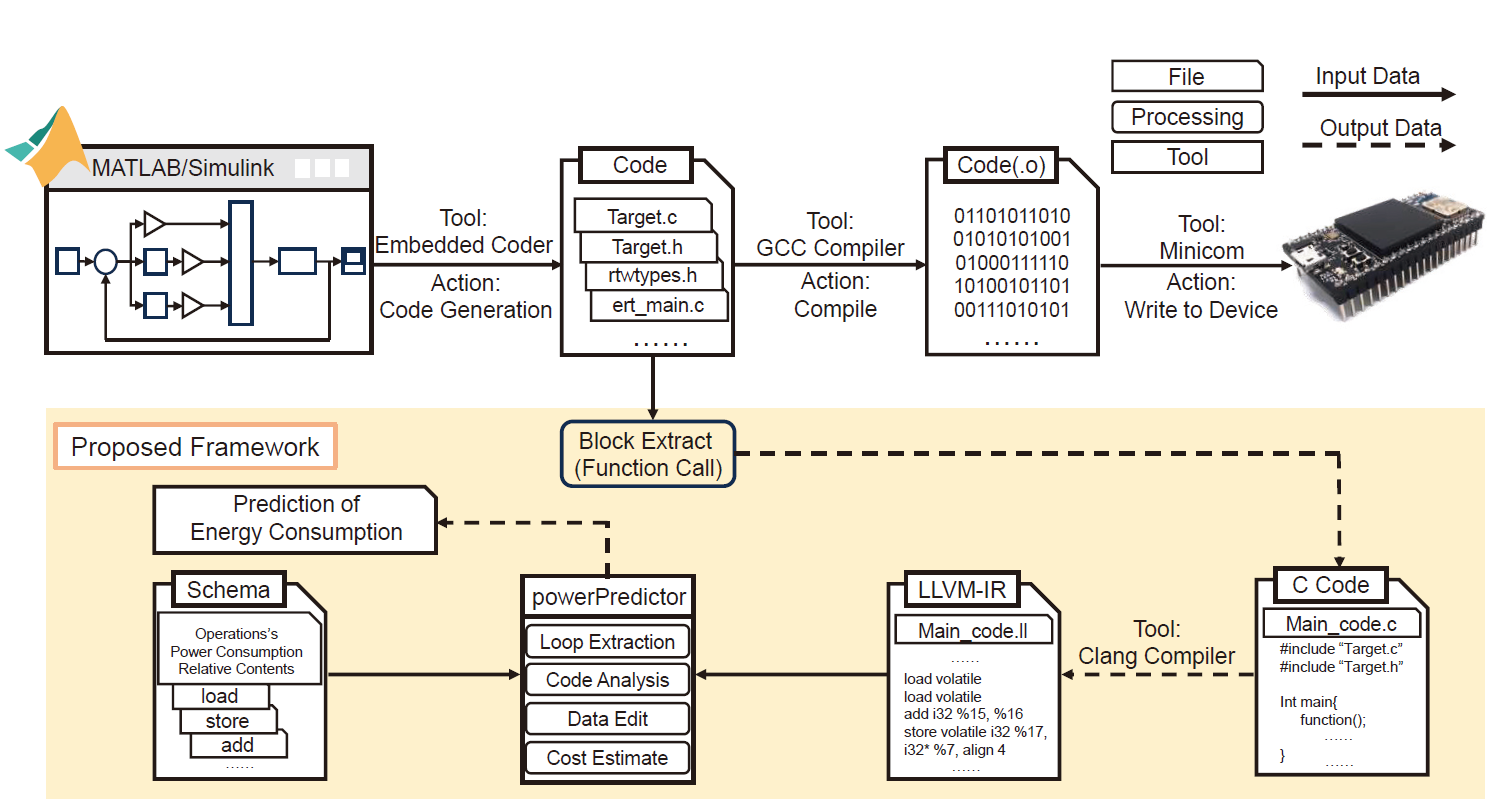 File
Input Data
Processing
Output Data
Tool
MATLAB/Simulink
Tool:
Embedded Coder
Action:
Code Generation
Code
Target.c
Target.h
rtwtypes.h
ert_main.c
......
Tool:
GCC Compiler
Action:
Compile
Code(.o)
01101011010
01010101001
01000111110
10100101101
00111010101
......
Tool:
Minicom
Action:
Write to Device
Proposed Framework
Block Extract
(Function Call)
Prediction of
Energy Consumption
Schema
Operations's
Power Consumption
Relative Contents
load
store
add
......
powerPredictor
Loop Extraction
Code Analysis
Data Edit
Cost Estimate
LLVM-IR
Main_code.ll
......
load volatile
load volatile
add i32 %15, %16
store volatile i32 %17,
i32* %7, align 4
......
Tool:
Clang Compiler
C Code
Main_code.c
#include “Target.c”
#include “Target.h”
Int main{
function();
......
}
......